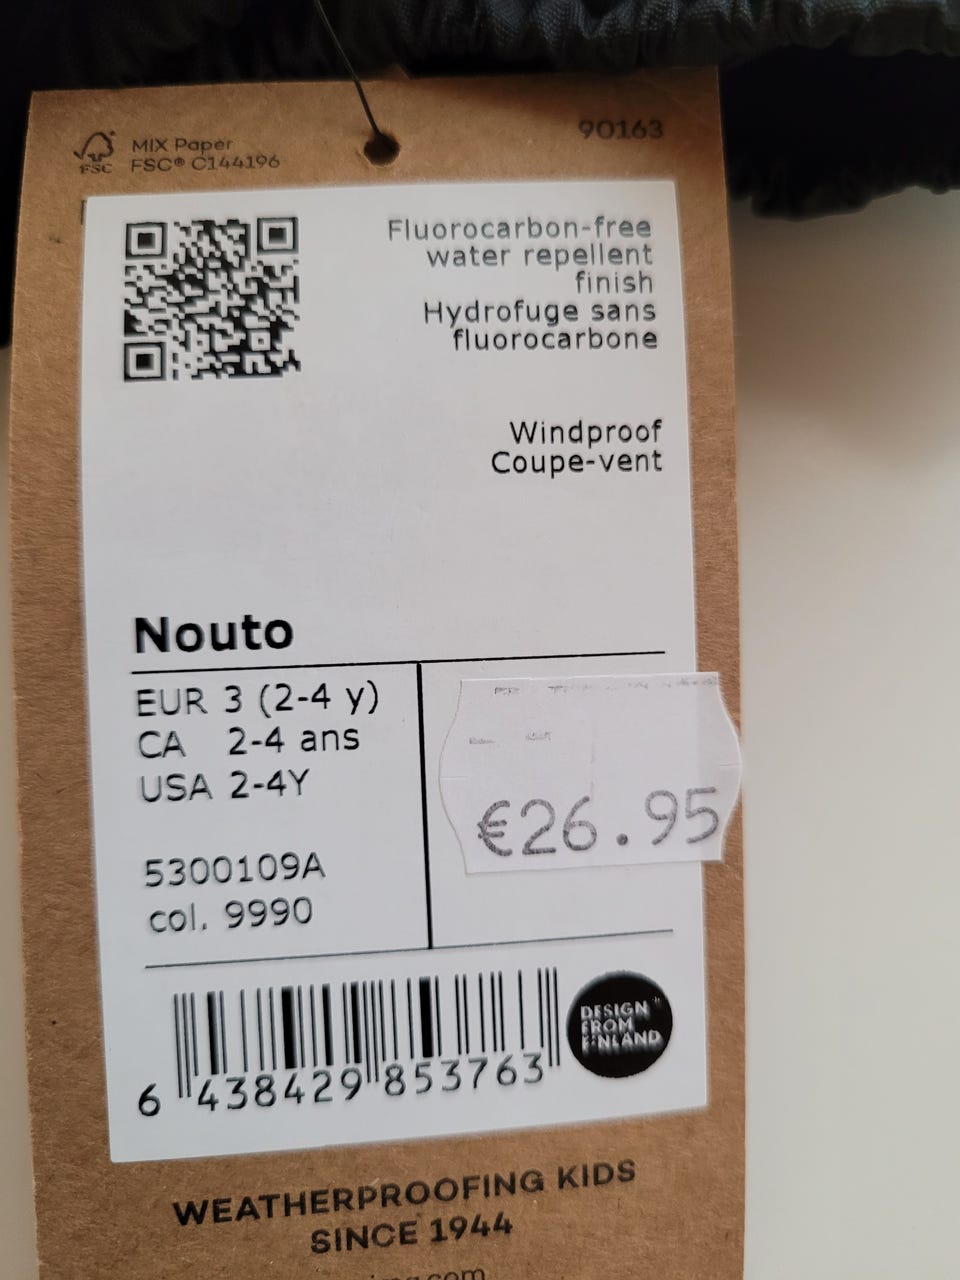 FSC
MIX Paper
FSC® C144196
90163
Fluorocarbon-free
water repellent
finish
Hydrofuge sans
fluorocarbone
Windproof
Coupe-vent
Nouto
EUR 3 (2-4 y)
CA 2-4 ans
USA 2-4Y
5300109A
col. 9990
€26.95
6 438429 853763
DESIGN
FROM
FINLAND
WEATHERPROOFING KIDS
SINCE 1944